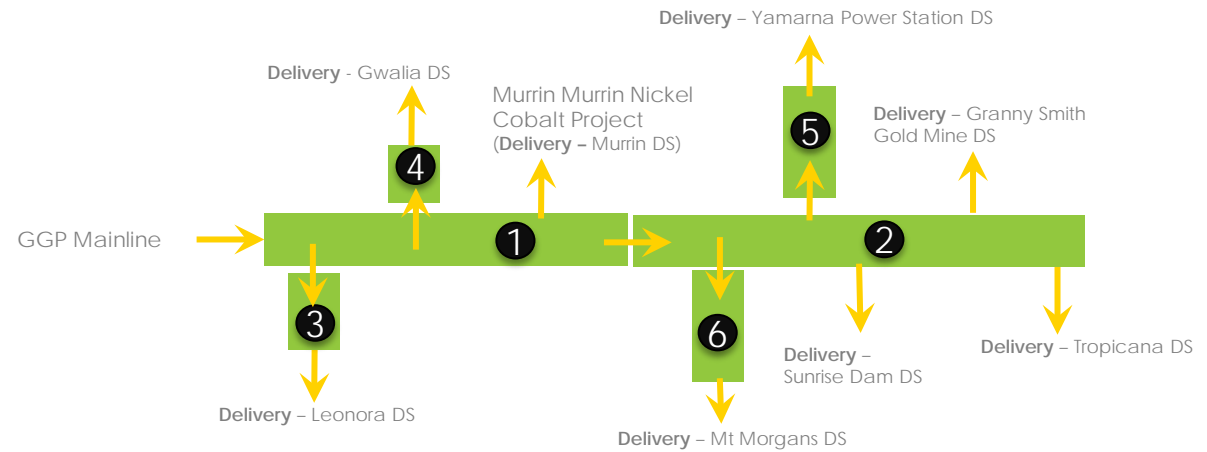 Delivery – Yamarna Power Station DS
Delivery - Gwalia DS
Murrin Murrin Nickel
Cobalt Project
(Delivery – Murrin DS)
Delivery – Granny Smith
Gold Mine DS
5
4
GGP Mainline
1
2
3
6
Delivery –
Sunrise Dam DS
Delivery – Tropicana DS
Delivery – Leonora DS
Delivery – Mt Morgans DS